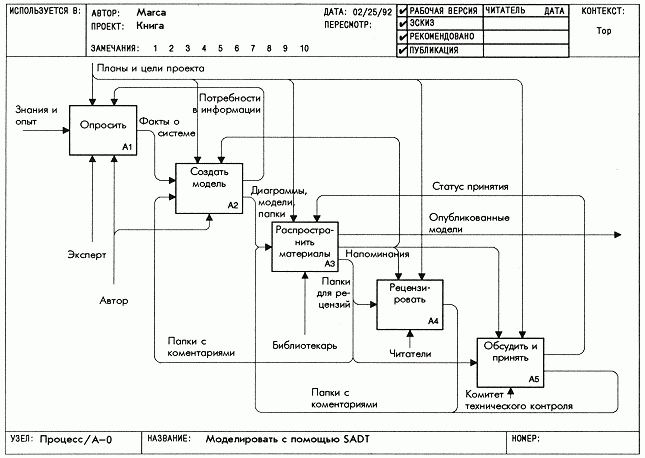 ИСПОЛЬЗУЕТСЯ В:
АВТОР: Marca
ДАТА: 02/25/92
РАБОЧАЯ ВЕРСИЯ
ЧИТАТЕЛЬ
ДАТА
КОНТЕКСТ:
ПРОЕКТ: Книга
ПЕРЕСМОТР:
ЭСКИЗ
Top
РЕКОМЕНДОВАНО
ЗАМЕЧАНИЯ: 1 2 3 4 5 6 7 8 9 10
ПУБЛИКАЦИЯ
Планы и цели проекта
Потребности
в информации
Знания и
опыт
Опросить
A1
Факты о
системе
Создать
модель
A2
Диаграммы,
модели,
папки
Статус принятия
Опубликованные
модели
Распростра-
нить
материалы
A3
Напоминания
Эксперт
Автор
Папки
для ре-
цензий
Рецензи-
ровать
A4
Библиотекарь
Читатели
Папки с
коментариями
Обсудить и
принять
A5
Папки с
коментариями
Комитет
технического контроля
УЗЕЛ: Процесс/A-0
НАЗВАНИЕ: Моделировать с помощью SADT
НОМЕР: